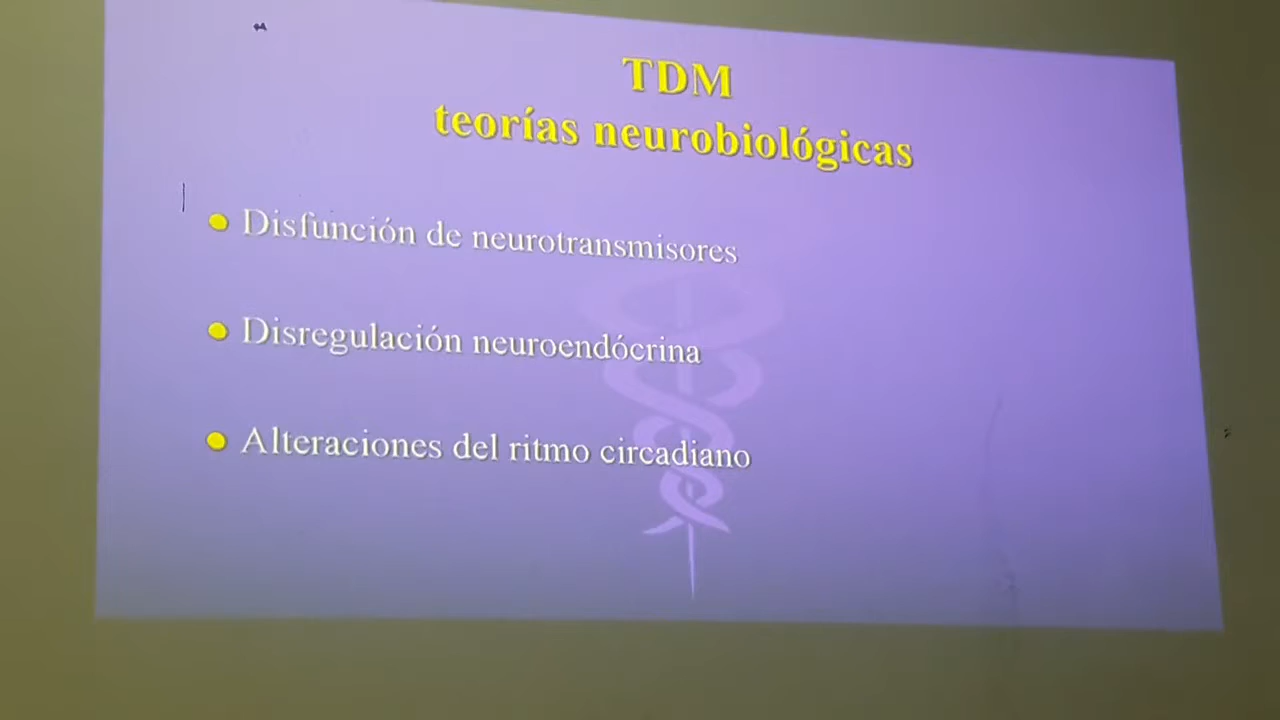 TDM
teorías neurobiológicas
Disfunción de neurotransmisores
Disregulación neuroendócrina
Alteraciones del ritmo circadiano